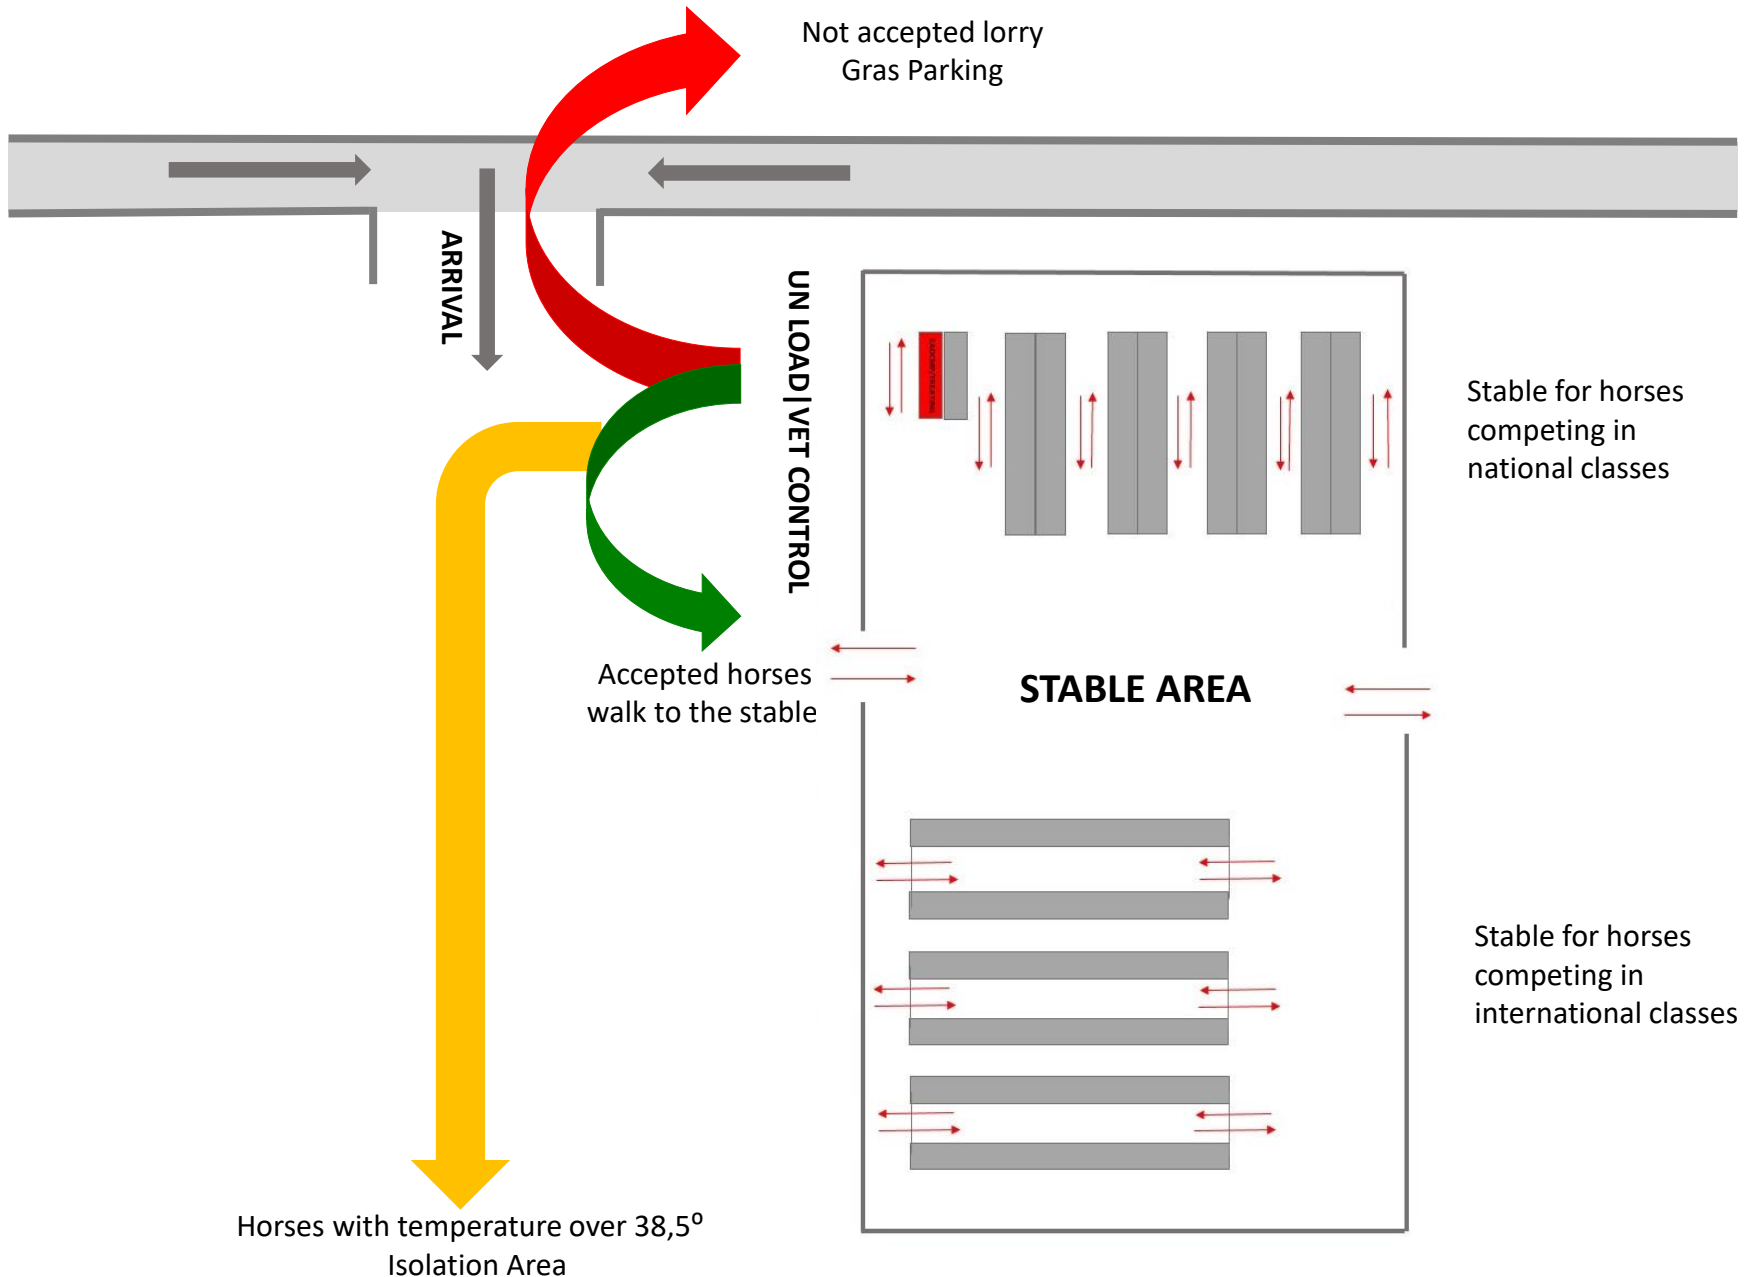 Not accepted lorry
Gras Parking
ARRIVAL
UN LOAD|VET CONTROL
Stable for horses
competing in
national classes
Accepted horses
walk to the stable
STABLE AREA
Stable for horses
competing in
international classes
Horses with temperature over 38,5⁰
Isolation Area